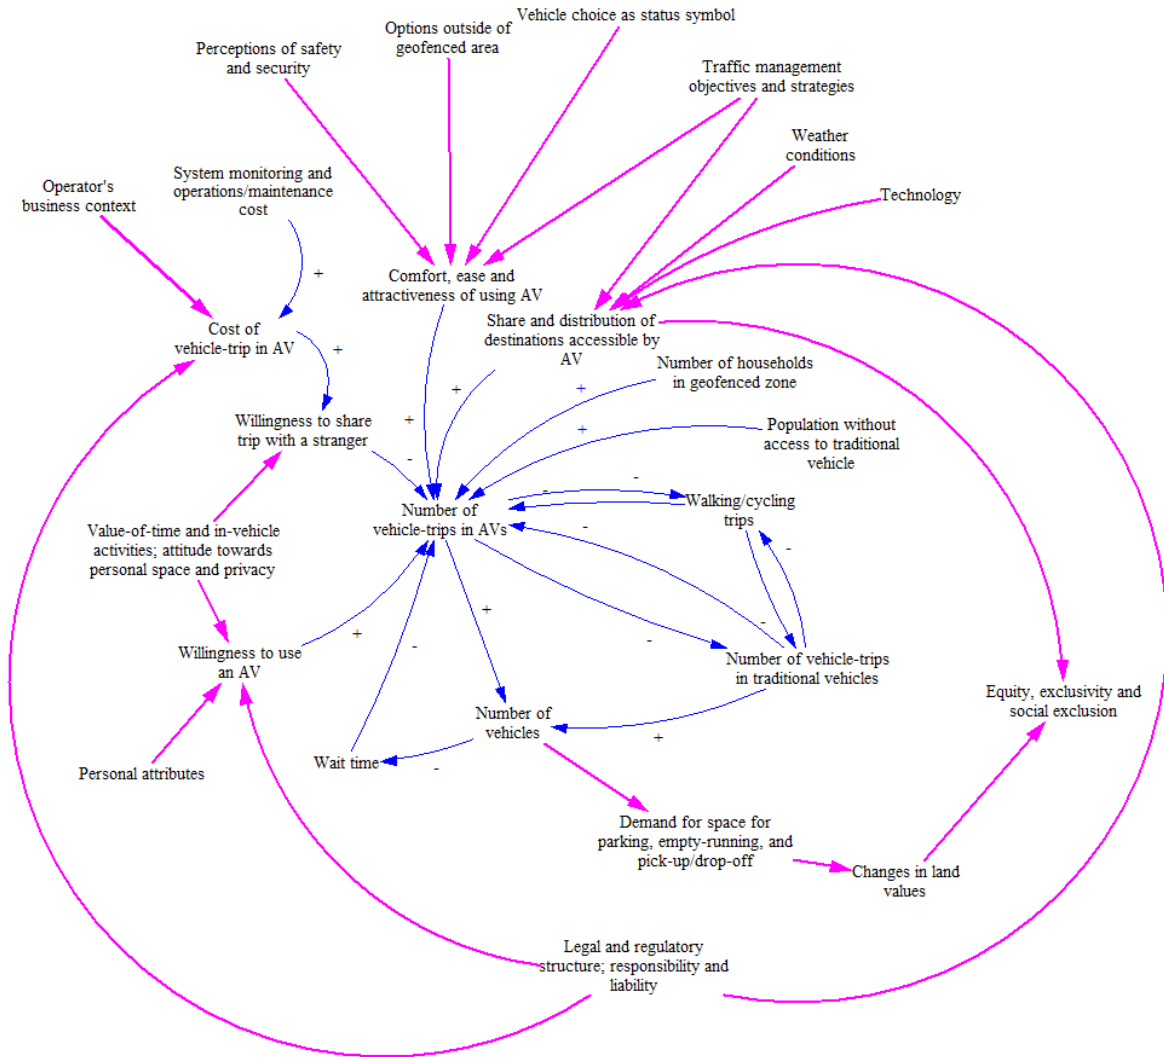 Vehicle choice as status symbol
Options outside of
geofenced area
Perceptions of safety
and security
Traffic management
objectives and strategies
Weather
conditions
System monitoring and
operations/maintenance
cost
Operator's
business context
Technology
+
Comfort, ease and
attractiveness of using AV
Share and distribution of
destinations accessible by
AV
Cost of
vehicle-trip in AV
+
Number of households
in geofenced zone
+
+
Willingness to share
trip with a stranger
+
+
Population without
access to traditional
vehicle
-
-
-
Number of
vehicle-trips in AVs
Walking/cycling
trips
-
-
Value-of-time and in-vehicle
activities; attitude towards
personal space and privacy
+
-
+
-
-
Willingness to use
an AV
Number of vehicle-trips
in traditional vehicles
Equity, exclusivity and
social exclusion
Number of
vehicles
+
Wait time
-
Personal attributes
Demand for space for
parking, empty-running, and
pick-up/drop-off
Changes in land
values
Legal and regulatory
structure; responsibility and
liability